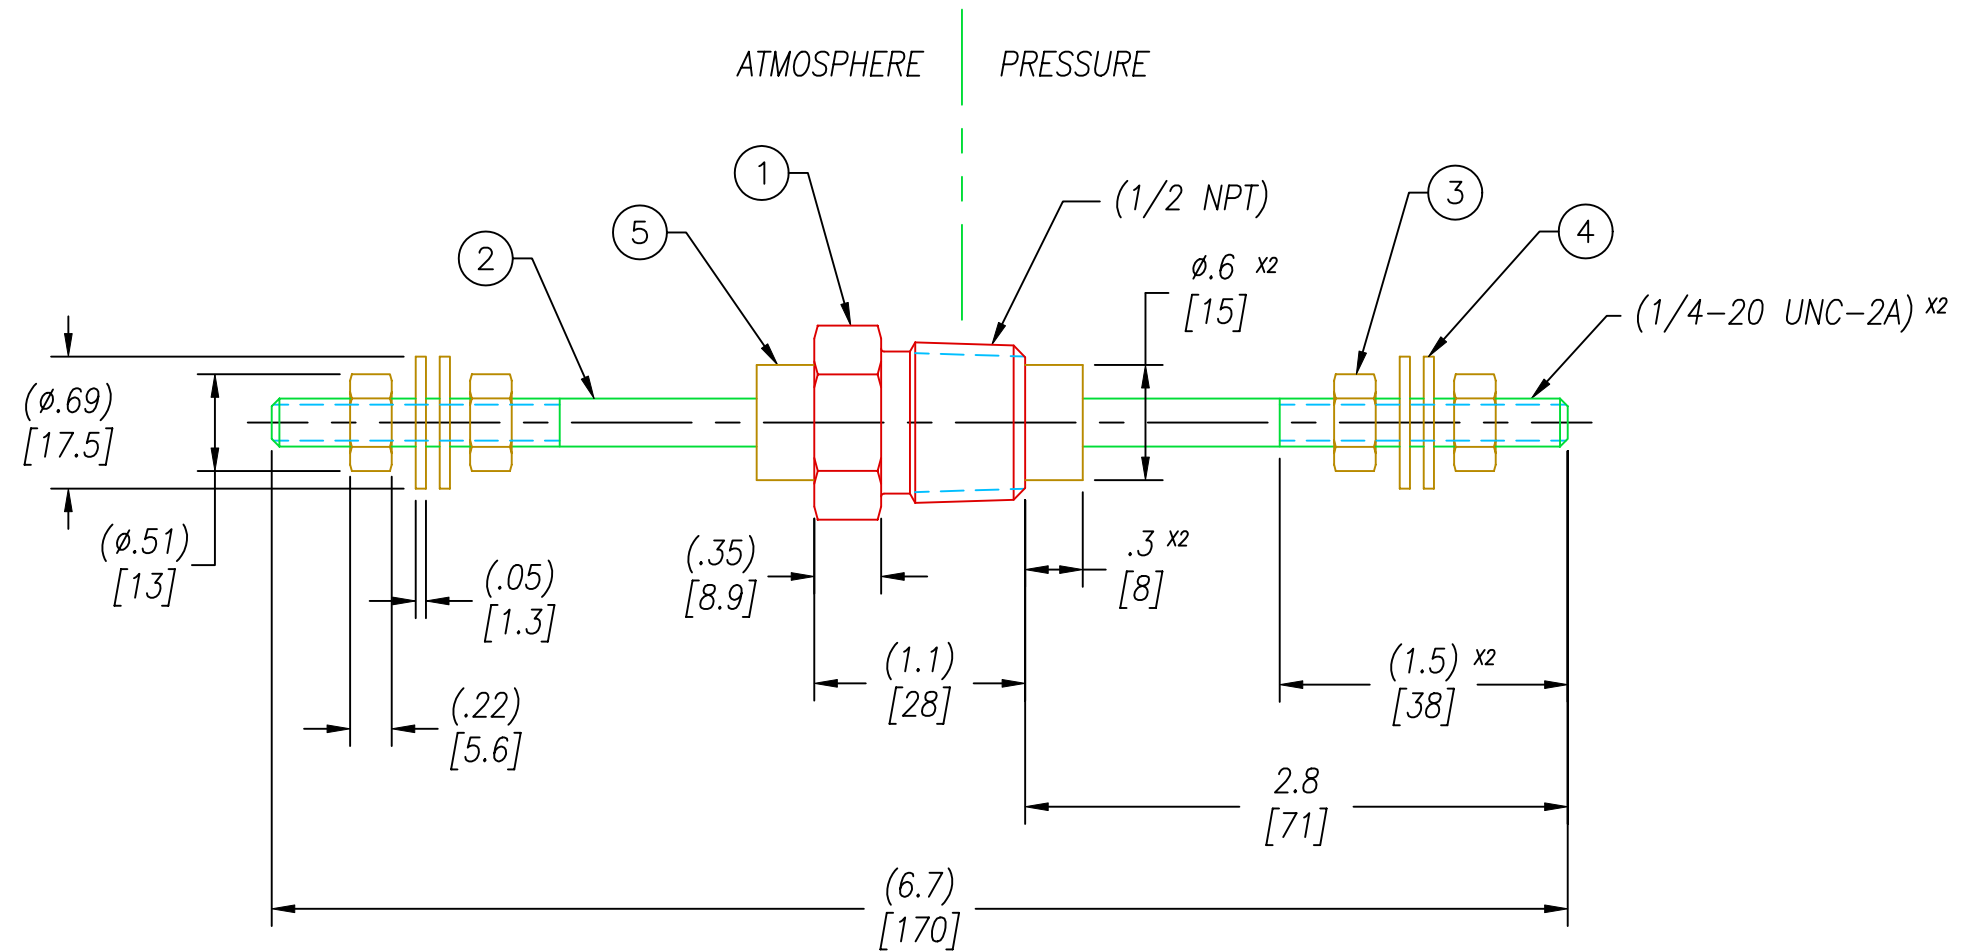 ATMOSPHERE
PRESSURE
1
(1/2 NPT)
3
5
4
2
ø.6 X2
[15]
(1/4-20 UNC-2A) X2
(ø.69)
[17.5]
(ø.51)
[13]
(.05)
[1.3]
(.35)
[8.9]
.3 X2
[8]
(.22)
[5.6]
(1.1)
[28]
(1.5) X2
[38]
2.8
[71]
(6.7)
[170]